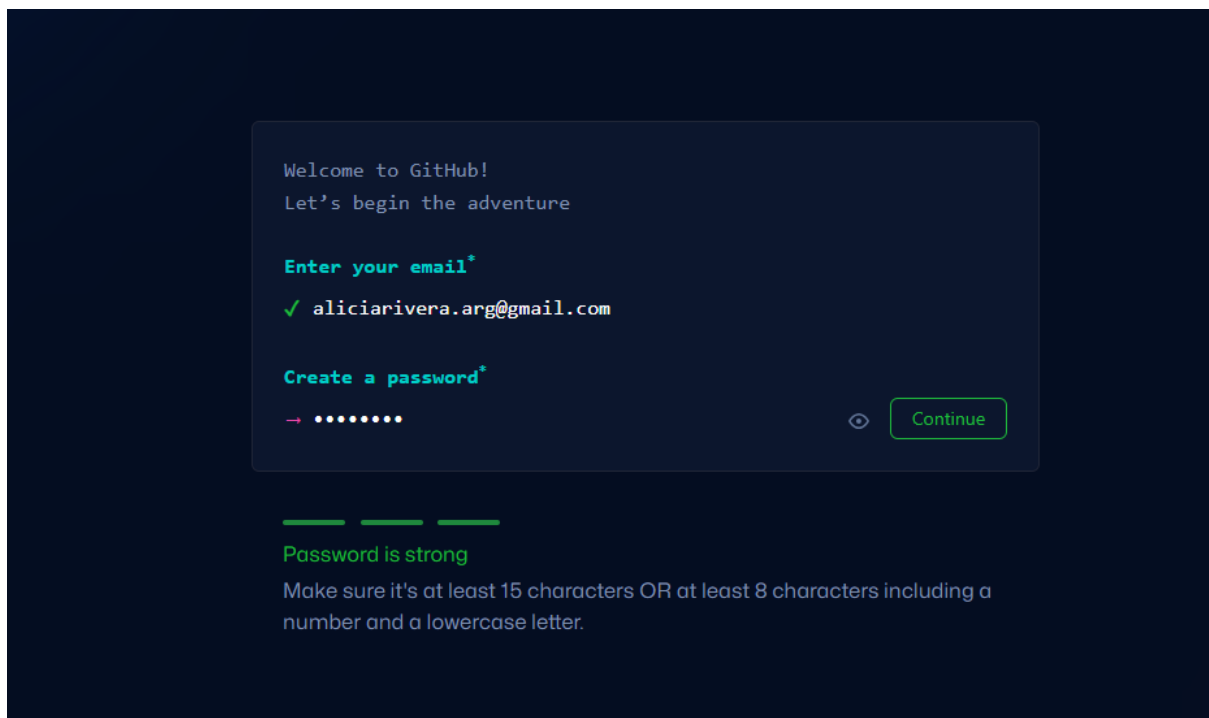 Welcome to GitHub!
Let’s begin the adventure
Enter your email*
✓ aliciarivera.arg@gmail.com
Create a password*
→ ••••••••
Continue
Password is strong
Make sure it's at least 15 characters OR at least 8 characters including a
number and a lowercase letter.